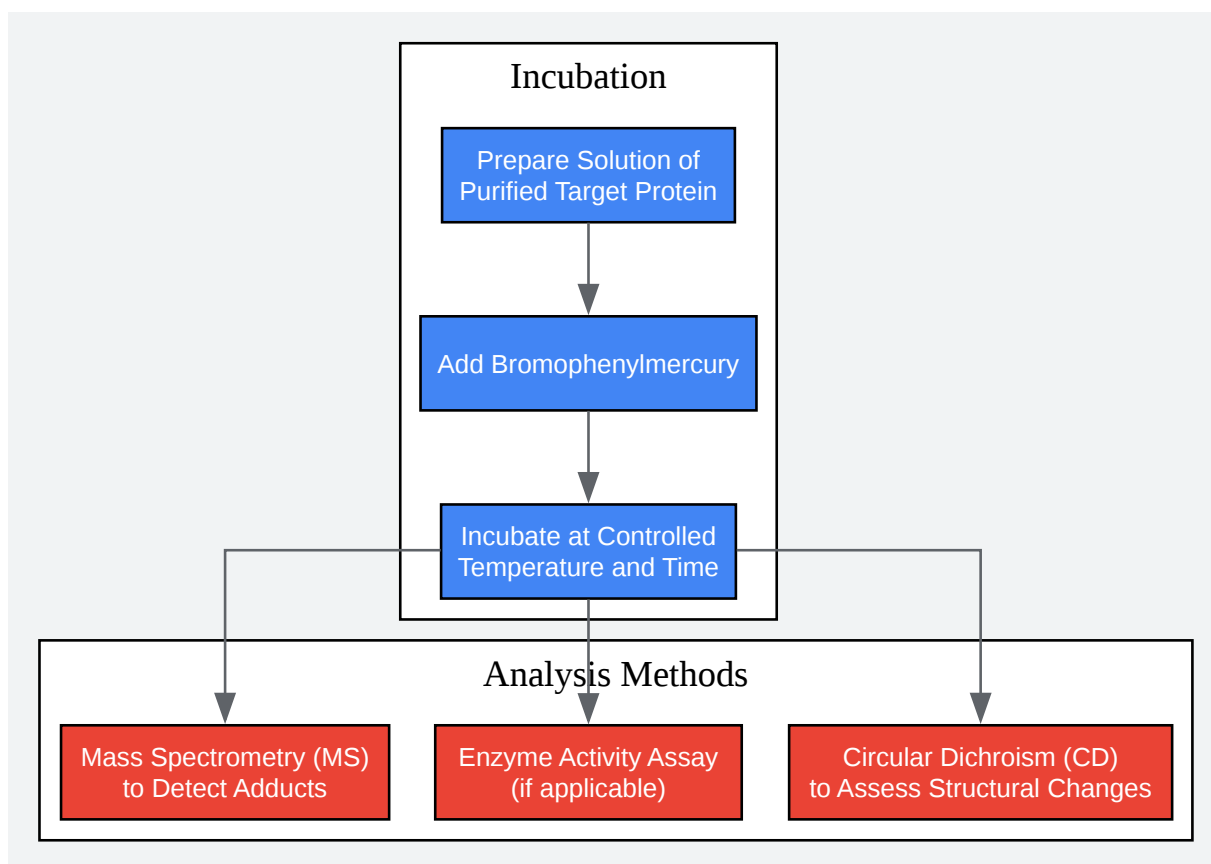 Incubation
Prepare Solution of
Purified Target Protein
Add Bromophenylmercury
Incubate at Controlled
Temperature and Time
Analysis Methods
Mass Spectrometry (MS)
to Detect Adducts
Enzyme Activity Assay
(if applicable)
Circular Dichroism (CD)
to Assess Structural Changes